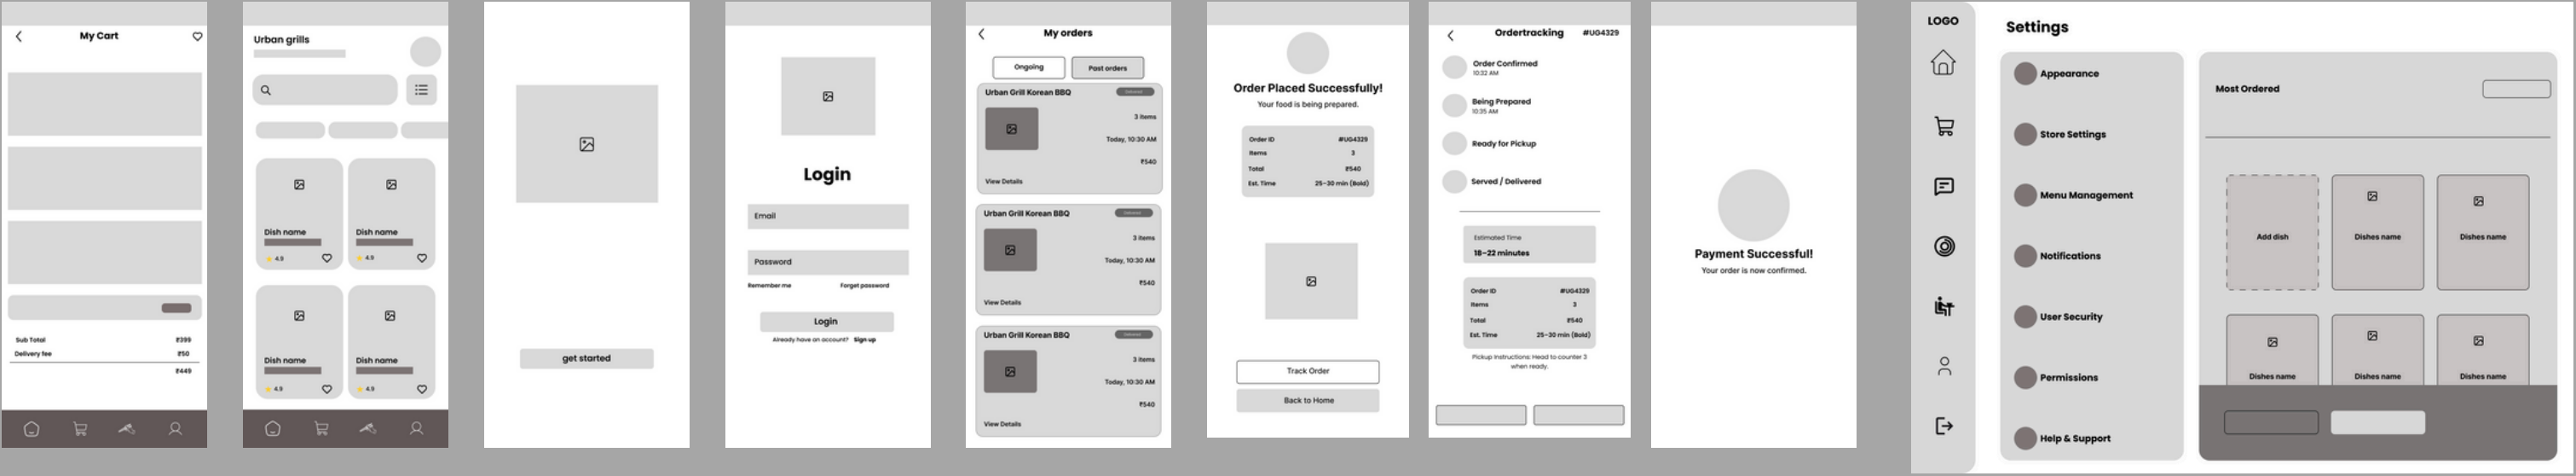 My Cart
Sub Total ₹399
Delivery fee ₹50
₹449
Urban grills
Dish name Dish name
4.9 4.9
Dish name Dish name
4.9 4.9
get started
Login
Email
Password
Remember me Forget password
Login
Already have an account? Sign up
My orders
Ongoing Past orders
Urban Grill Korean BBQ Delivered
3 items
Today, 10:30 AM
₹540
View Details
Urban Grill Korean BBQ Delivered
3 items
Today, 10:30 AM
₹540
View Details
Urban Grill Korean BBQ Delivered
3 items
Today, 10:30 AM
₹540
View Details
Order Placed Successfully!
Your food is being prepared.
Order ID #UG4329
Items 3
Total ₹540
Est. Time 25–30 min (Bold)
Track Order
Back to Home
Ordertracking #UG4329
Order Confirmed
10:32 AM
Being Prepared
10:35 AM
Ready for Pickup
Served / Delivered
Estimated Time
18–22 minutes
Order ID #UG4329
Items 3
Total ₹540
Est. Time 25–30 min (Bold)
Pickup Instructions: Head to counter 3
when ready.
Payment Successful!
Your order is now confirmed.
LOGO
Settings
Appearance
Store Settings
Menu Management
Notifications
User Security
Permissions
Help & Support
Most Ordered
Add dish Dishes name Dishes name
Dishes name Dishes name Dishes name